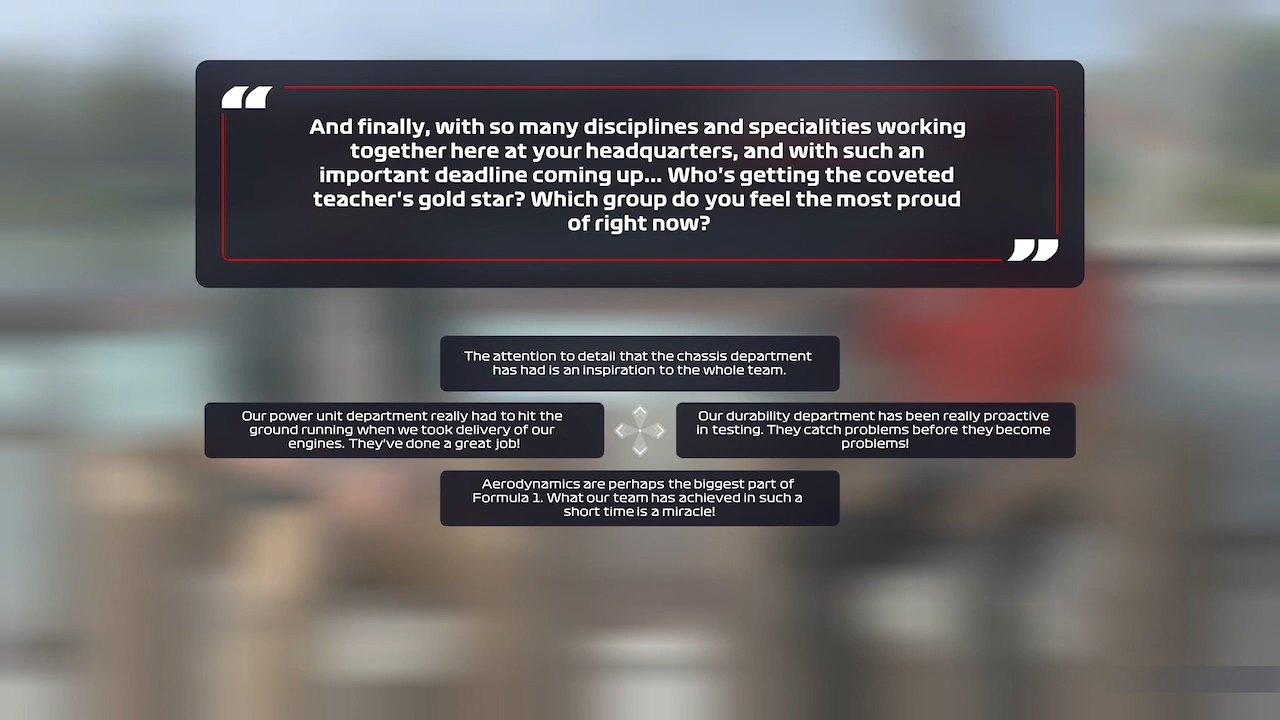 And finally, with so many disciplines and specialities working
together here at your headquarters, and with such an
important deadline coming up... Who's getting the coveted
teacher's gold star? Which group do you feel the most proud
of right now?
The attention to detail that the chassis department
has had is an inspiration to the whole team.
Our power unit department really had to hit the
ground running when we took delivery of our
engines. They've done a great job!
Our durability department has been really proactive
in testing. They catch problems before they become
problems!
Aerodynamics are perhaps the biggest part of
Formula 1. What our team has achieved in such a
short time is a miracle!